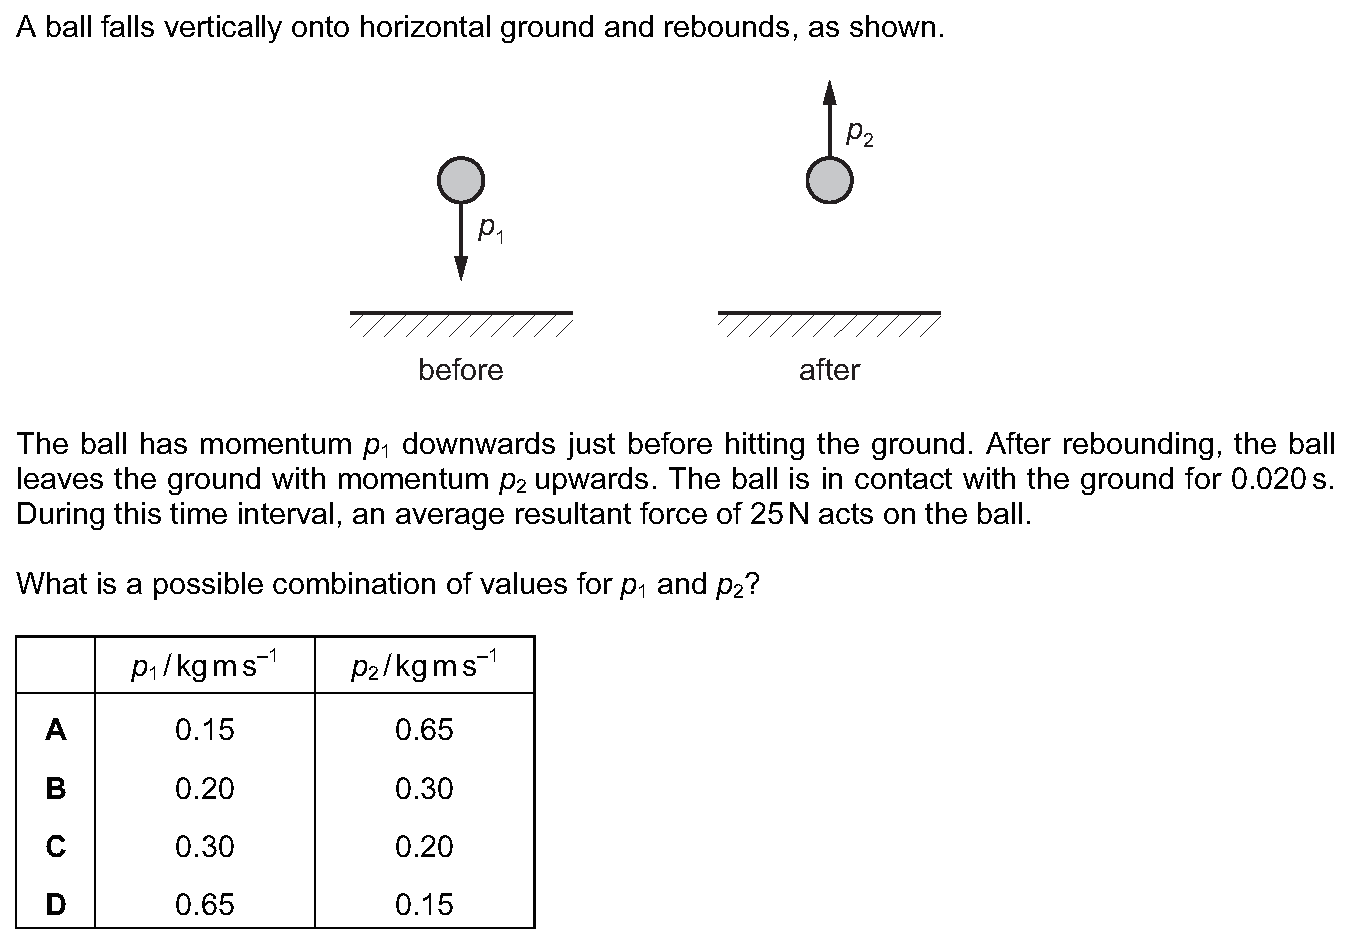 A ball falls vertically onto horizontal ground and rebounds, as shown.
p₂
p₁
before
after
The ball has momentum p₁ downwards just before hitting the ground. After rebounding, the ball
leaves the ground with momentum p₂ upwards. The ball is in contact with the ground for 0.020 s.
During this time interval, an average resultant force of 25 N acts on the ball.
What is a possible combination of values for p₁ and p₂?
p₁ / kg m s⁻¹ p₂ / kg m s⁻¹
A 0.15 0.65
B 0.20 0.30
C 0.30 0.20
D 0.65 0.15